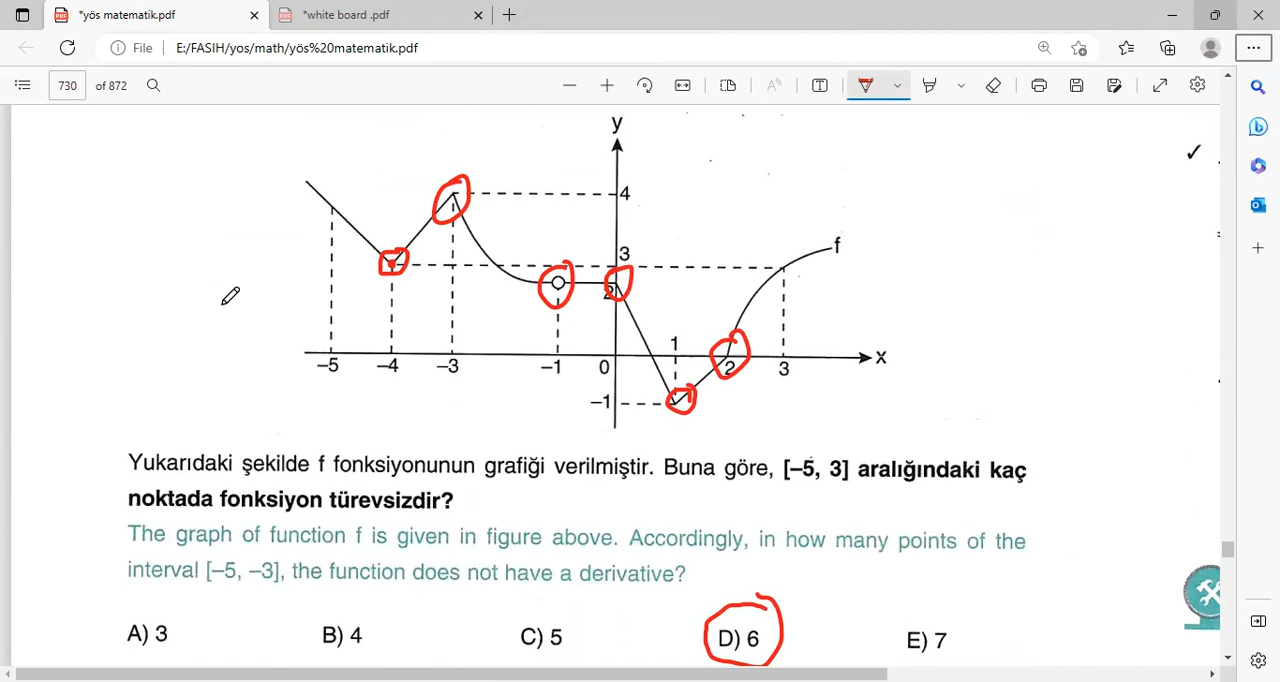 *yös matematik.pdf
*white board .pdf
File E:/FASIH/yos/math/yös%20matematik.pdf
730 of 872
y
4
3
f
2
1
x
-5 -4 -3 -1 0 2 3
-1
Yukarıdaki şekilde f fonksiyonunun grafiği verilmiştir. Buna göre, [–5, 3] aralığındaki kaç
noktada fonksiyon türevsizdir?
The graph of function f is given in figure above. Accordingly, in how many points of the
interval [–5, –3], the function does not have a derivative?
A) 3 B) 4 C) 5 D) 6 E) 7